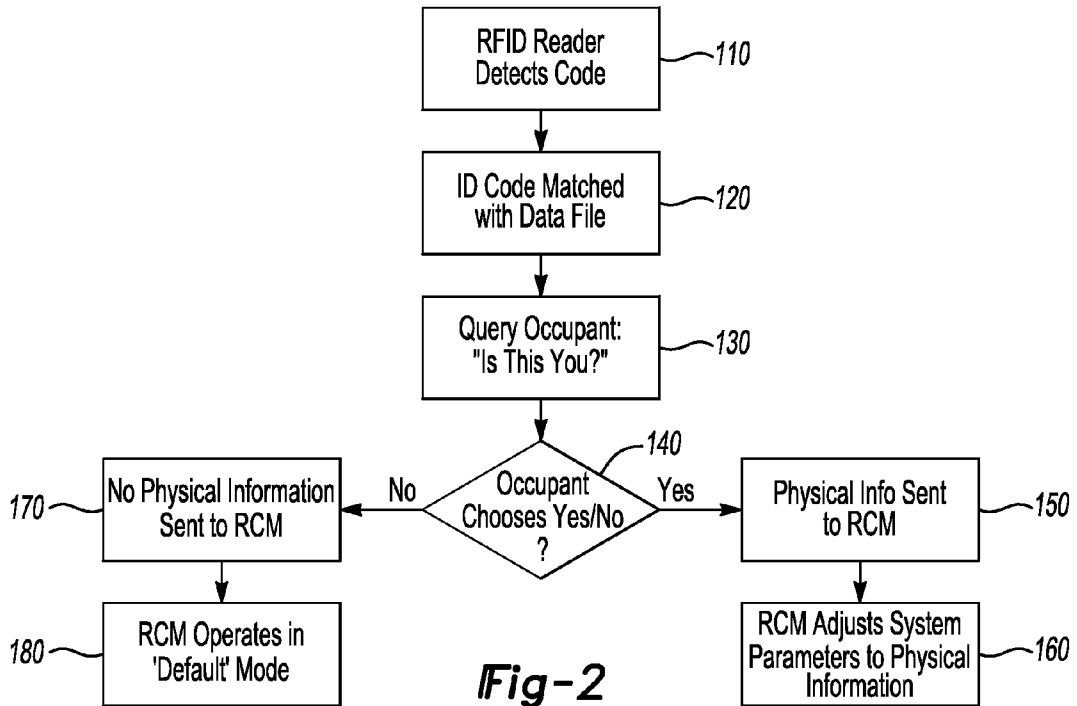 RFID Reader
Detects Code
110
ID Code Matched
with Data File
120
Query Occupant:
"Is This You?"
130
140
Occupant
Chooses Yes/No
?
No
Yes
No Physical Information
Sent to RCM
170
Physical Info Sent
to RCM
150
RCM Operates in
'Default' Mode
180
RCM Adjusts System
Parameters to Physical
Information
160
Fig-2